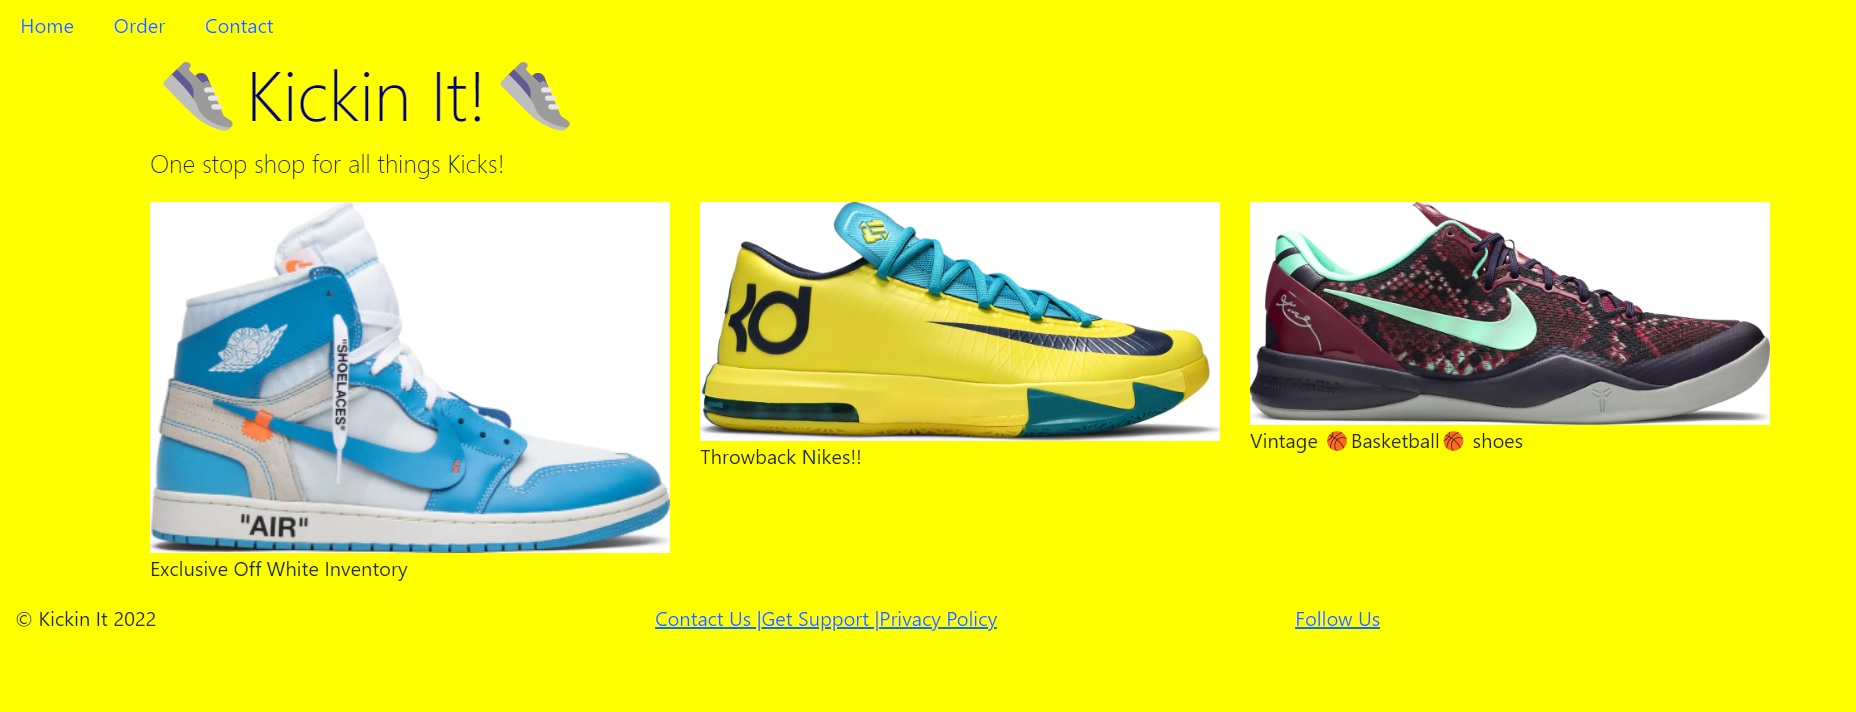 Home Order Contact
👟 Kickin It! 👟
One stop shop for all things Kicks!
"SHOELACES"
"AIR"
Exclusive Off White Inventory
KD
Throwback Nikes!!
Vintage 🏀Basketball🏀 shoes
© Kickin It 2022
Contact Us |Get Support |Privacy Policy
Follow Us